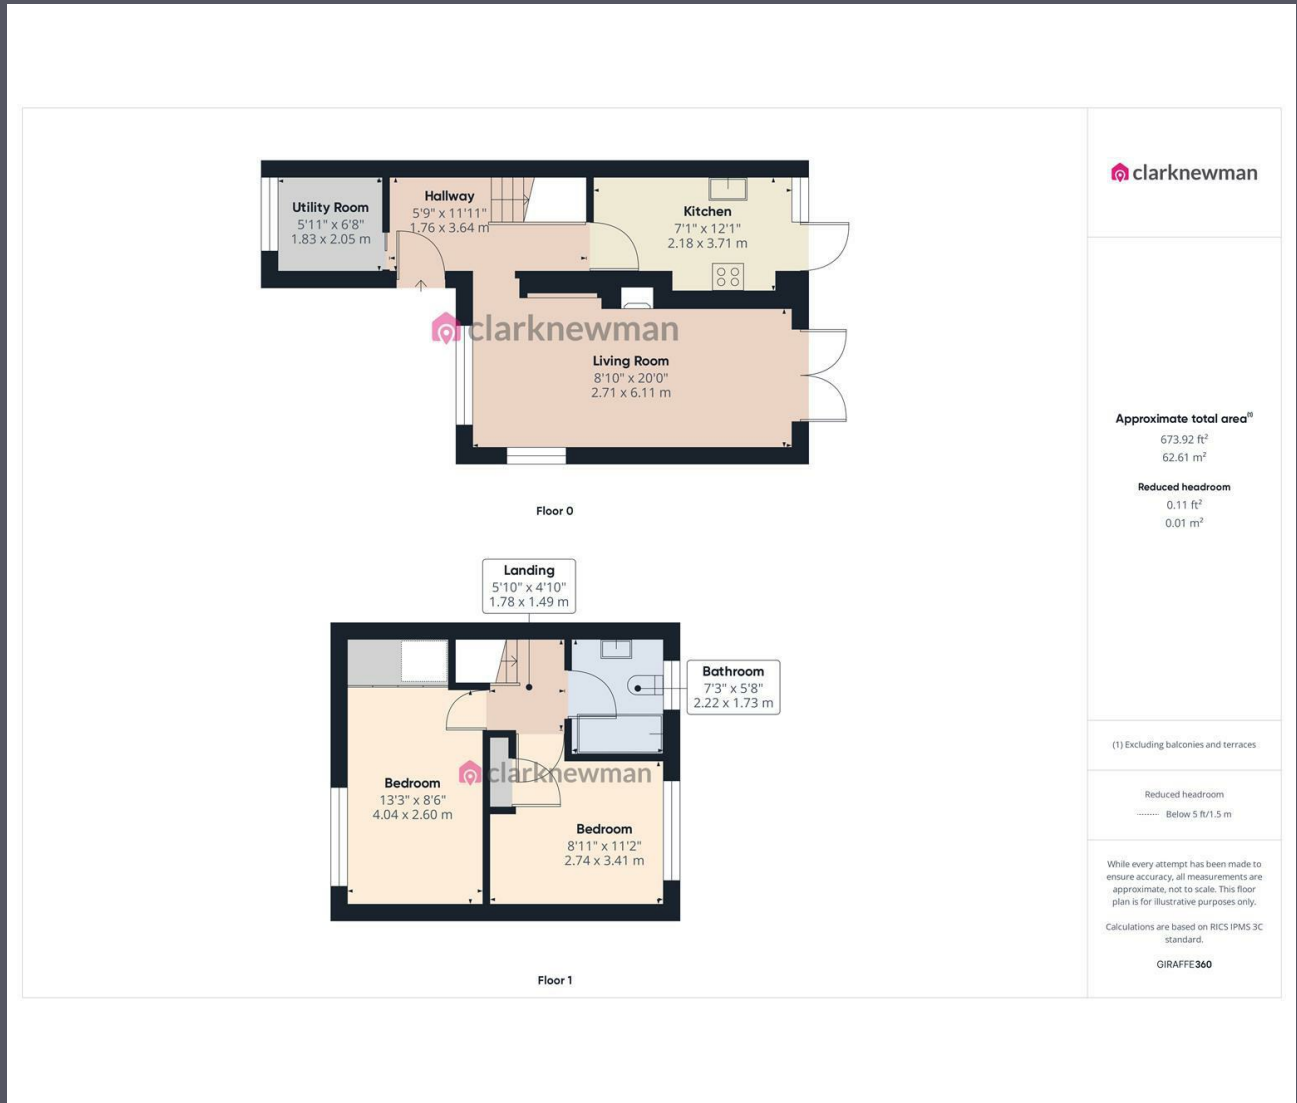 Utility Room
5'11" x 6'8"
1.83 x 2.05 m
Hallway
5'9" x 11'11"
1.76 x 3.64 m
Kitchen
7'1" x 12'1"
2.18 x 3.71 m
clarknewman
Living Room
8'10" x 20'0"
2.71 x 6.11 m
Floor 0
Landing
5'10" x 4'10"
1.78 x 1.49 m
Bathroom
7'3" x 5'8"
2.22 x 1.73 m
clarknewman
Bedroom
13'3" x 8'6"
4.04 x 2.60 m
Bedroom
8'11" x 11'2"
2.74 x 3.41 m
Floor 1
clarknewman
Approximate total area(1)
673.92 ft²
62.61 m²
Reduced headroom
0.11 ft²
0.01 m²
(1) Excluding balconies and terraces
Reduced headroom
Below 5 ft/1.5 m
While every attempt has been made to
ensure accuracy, all measurements are
approximate, not to scale. This floor
plan is for illustrative purposes only.
Calculations are based on RICS IPMS 3C
standard.
GIRAFFE360